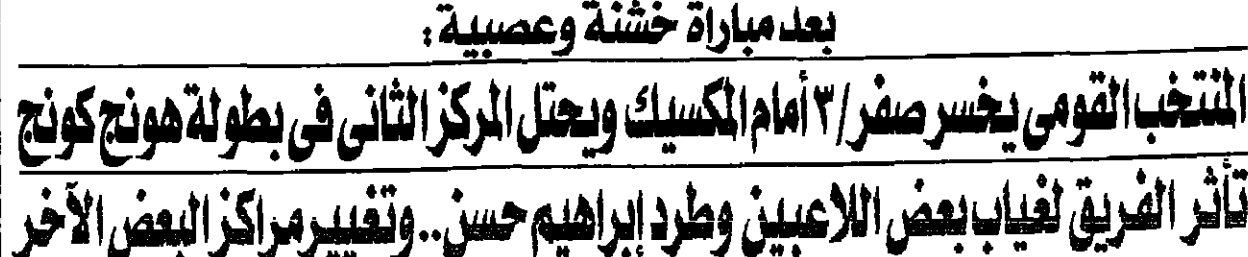 بعد مباراة خشنة وعصبية :
المنتخب القومى يخسر صفر/٣ أمام المكسيك ويحتل المركز الثانى فى بطولة هونج كونج
تأثر الفريق لغياب بعض اللاعبين وطرد إبراهيم حسن.. وتغيير مراكز البعض الآخر